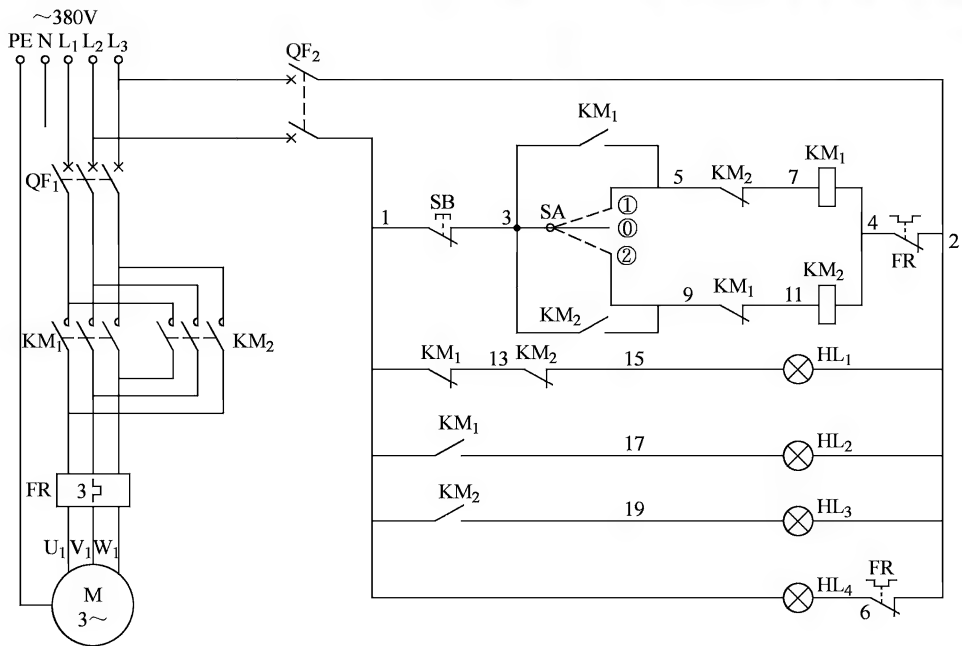 ～380V
PE N L₁ L₂ L₃
QF₂
KM₁
QF₁
SB
1
3
SA
①
⓪
②
5
KM₂
7
KM₁
4
2
FR
KM₂
9
KM₁
11
KM₂
KM₁
KM₂
KM₁
13
KM₂
15
HL₁
KM₁
17
HL₂
FR
3
KM₂
19
HL₃
U₁ V₁ W₁
M
3～
HL₄
6
FR